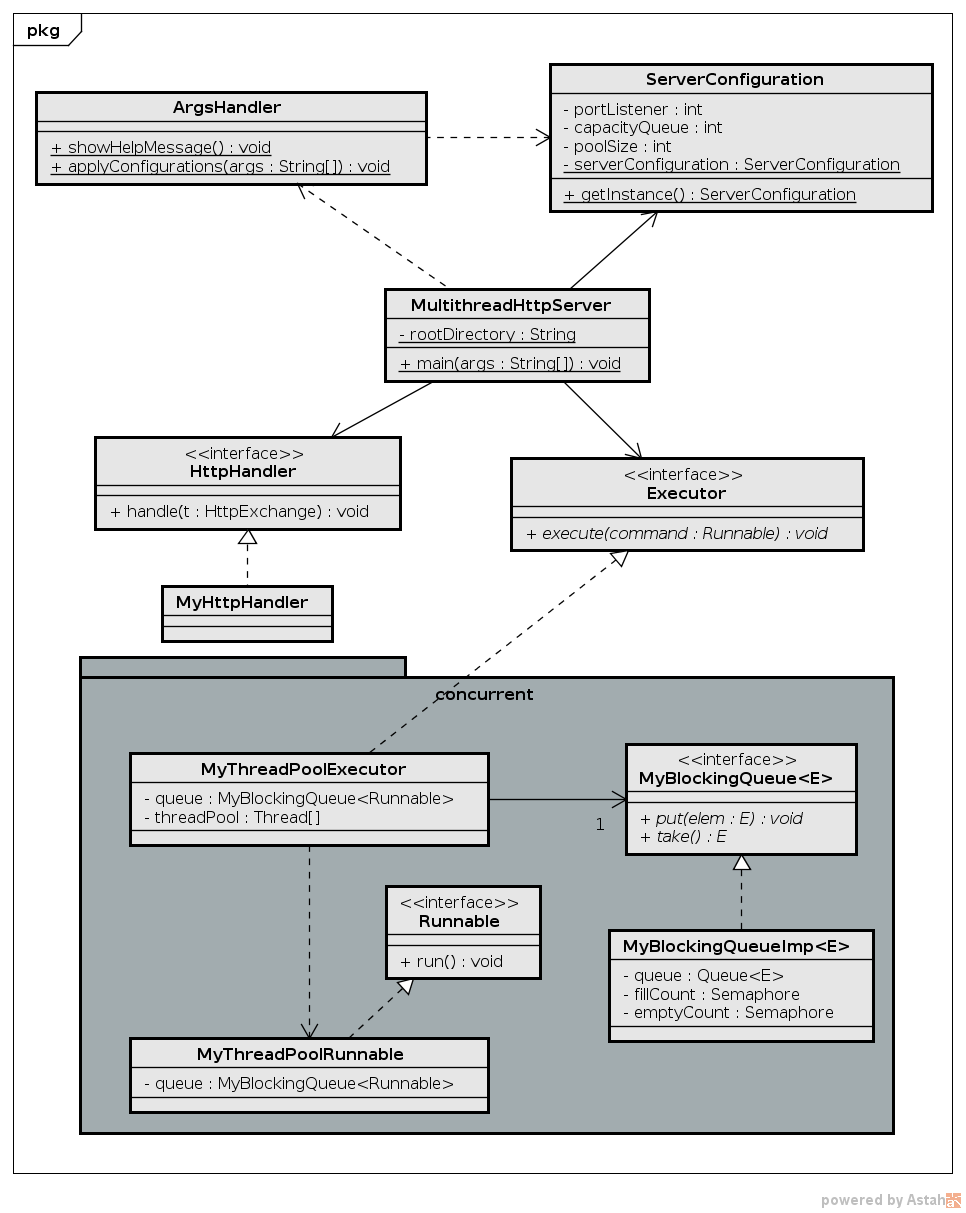 pkg
ServerConfiguration
- portListener : int
- capacityQueue : int
- poolSize : int
- serverConfiguration : ServerConfiguration
+ getInstance() : ServerConfiguration
ArgsHandler
+ showHelpMessage() : void
+ applyConfigurations(args : String[]) : void
MultithreadHttpServer
- rootDirectory : String
+ main(args : String[]) : void
<<interface>>
HttpHandler
+ handle(t : HttpExchange) : void
<<interface>>
Executor
+ execute(command : Runnable) : void
MyHttpHandler
concurrent
MyThreadPoolExecutor
- queue : MyBlockingQueue<Runnable>
- threadPool : Thread[]
1
<<interface>>
MyBlockingQueue<E>
+ put(elem : E) : void
+ take() : E
<<interface>>
Runnable
+ run() : void
MyBlockingQueueImp<E>
- queue : Queue<E>
- fillCount : Semaphore
- emptyCount : Semaphore
MyThreadPoolRunnable
- queue : MyBlockingQueue<Runnable>
powered by Astah